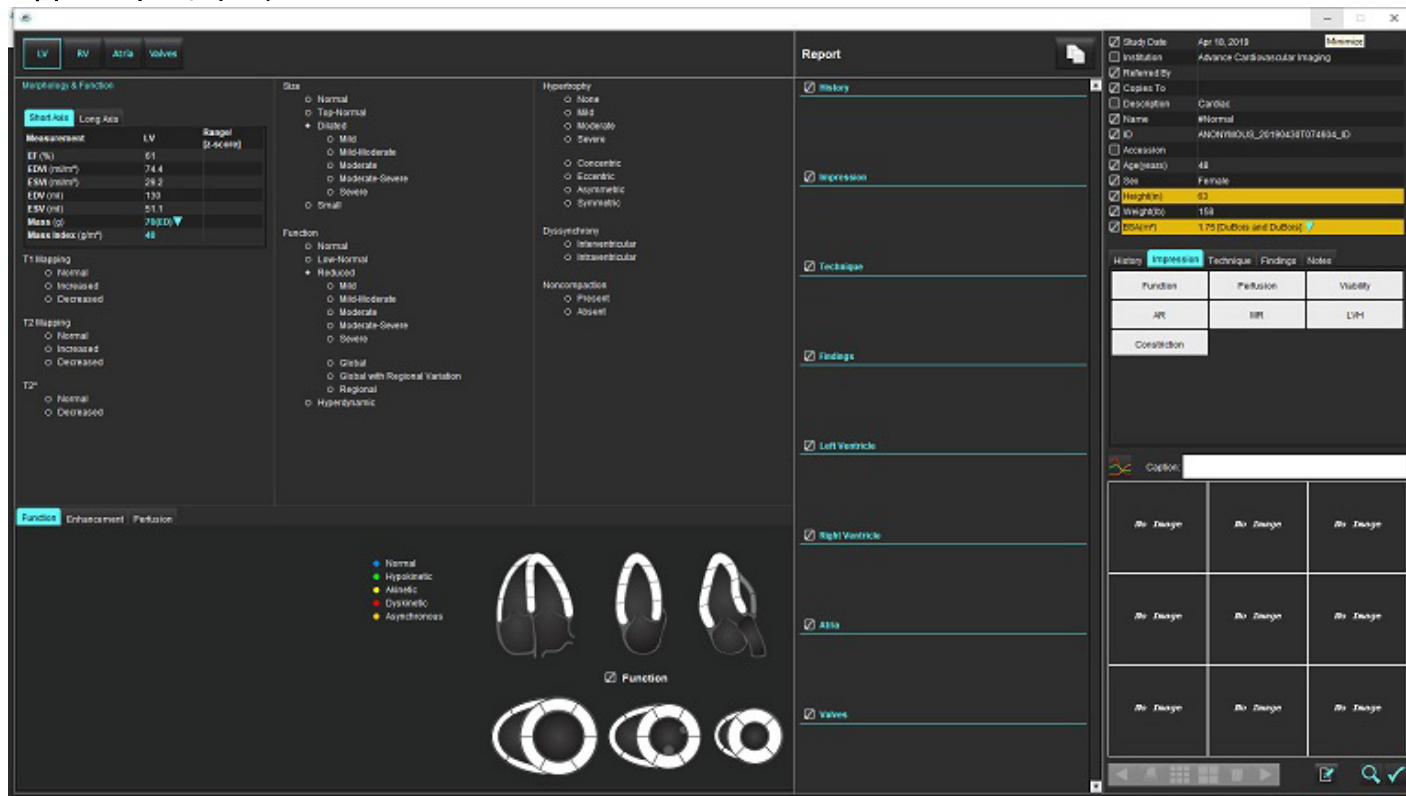 LV RV Atria Valves
Morphology & Function
Short Axis Long Axis
Measurement LV Range/
(z-score)
EF (%) 61
EDVI (ml/m²) 74.4
ESVI (ml/m²) 29.2
EDV (ml) 130
ESV (ml) 51.1
Mass (g) 70(ED)
Mass Index (g/m²) 40
T1 Mapping
Normal
Increased
Decreased
T2 Mapping
Normal
Increased
Decreased
T2*
Normal
Decreased
Size
Normal
Top-Normal
Dilated
Mild
Mild-Moderate
Moderate
Moderate-Severe
Severe
Small
Function
Normal
Low-Normal
Reduced
Mild
Mild-Moderate
Moderate
Moderate-Severe
Severe
Global
Global with Regional Variation
Regional
Hyperdynamic
Hypertrophy
None
Mild
Moderate
Severe
Concentric
Eccentric
Asymmetric
Symmetric
Dyssynchrony
Interventricular
Intraventricular
Noncompaction
Present
Absent
Function Enhancement Perfusion
Normal
Hypokinetic
Akinetic
Dyskinetic
Asynchronous
Function
Report
History
Impression
Technique
Findings
Left Ventricle
Right Ventricle
Atria
Valves
Minimize
Study Date Apr 18, 2019
Institution Advance Cardiovascular Imaging
Referred By
Copies To
Description Cardiac
Name #Normal
ID ANONYMOUS_20190430T074604_ID
Accession
Age(years) 48
Sex Female
Height(in) 63
Weight(lb) 158
BSA(m²) 1.75 (DuBois and DuBois)
History Impression Technique Findings Notes
Function Perfusion Viability
AR MR LVH
Constriction
Caption:
No Image No Image No Image
No Image No Image No Image
No Image No Image No Image